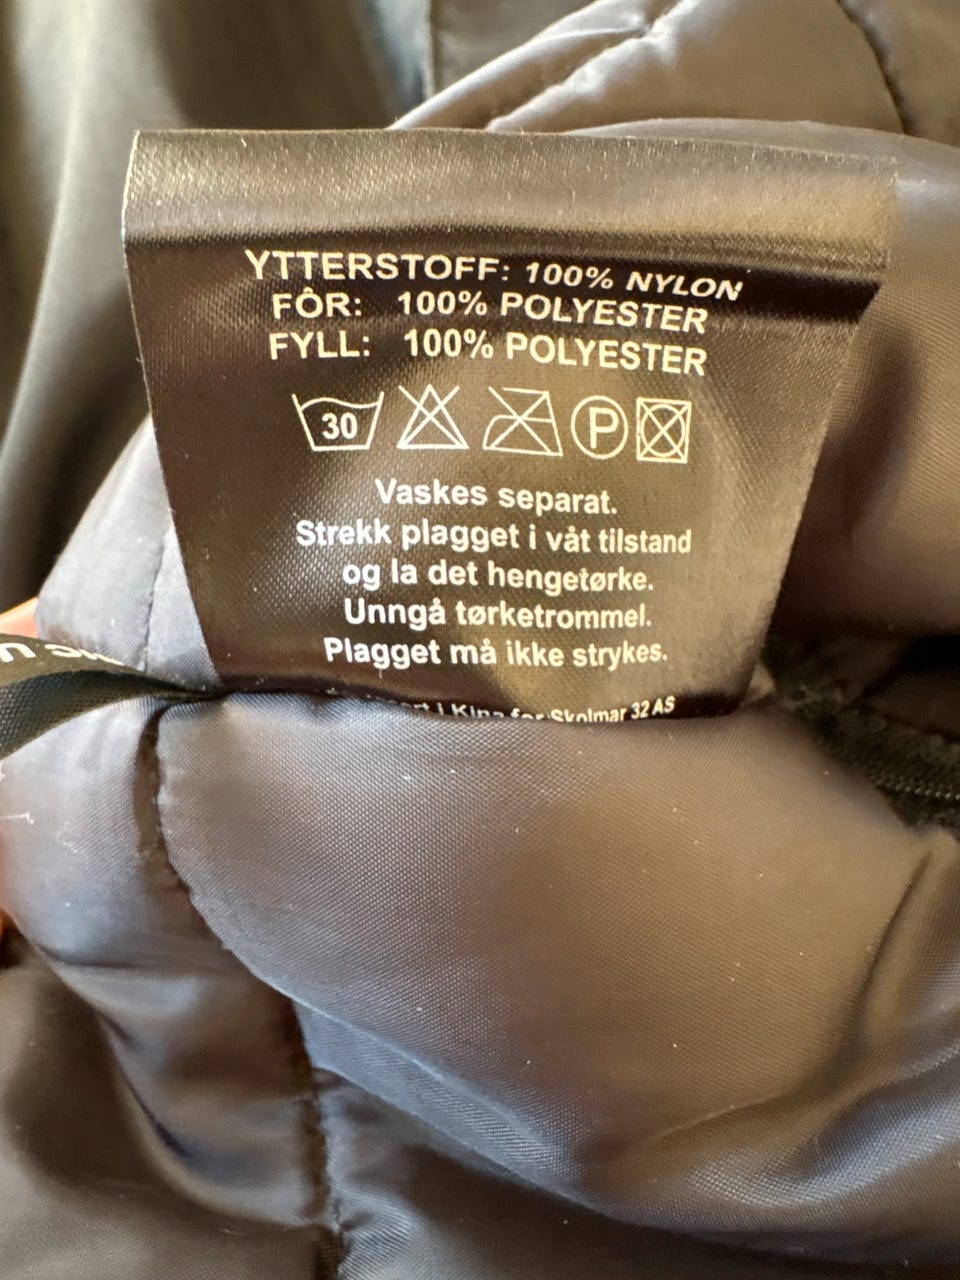 YTTERSTOFF: 100% NYLON
FÔR: 100% POLYESTER
FYLL: 100% POLYESTER
30 P
Vaskes separat.
Strekk plagget i våt tilstand
og la det hengetørke.
Unngå tørketrommel.
Plagget må ikke strykes.
i Kina for Skolmar 32 AS